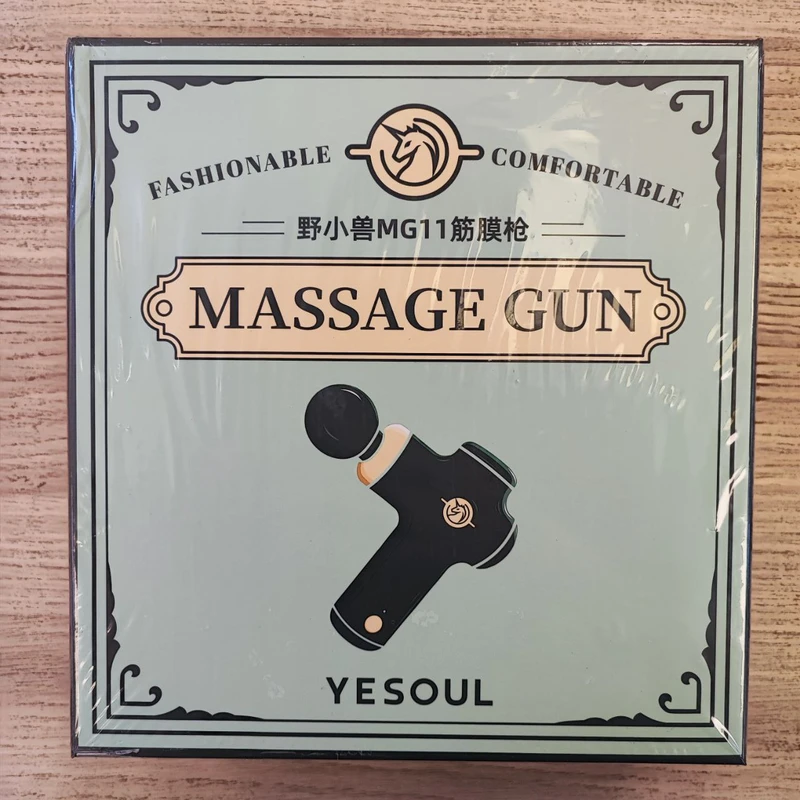 FASHIONABLE COMFORTABLE
野小兽MG11筋膜枪
MASSAGE GUN
YESOUL